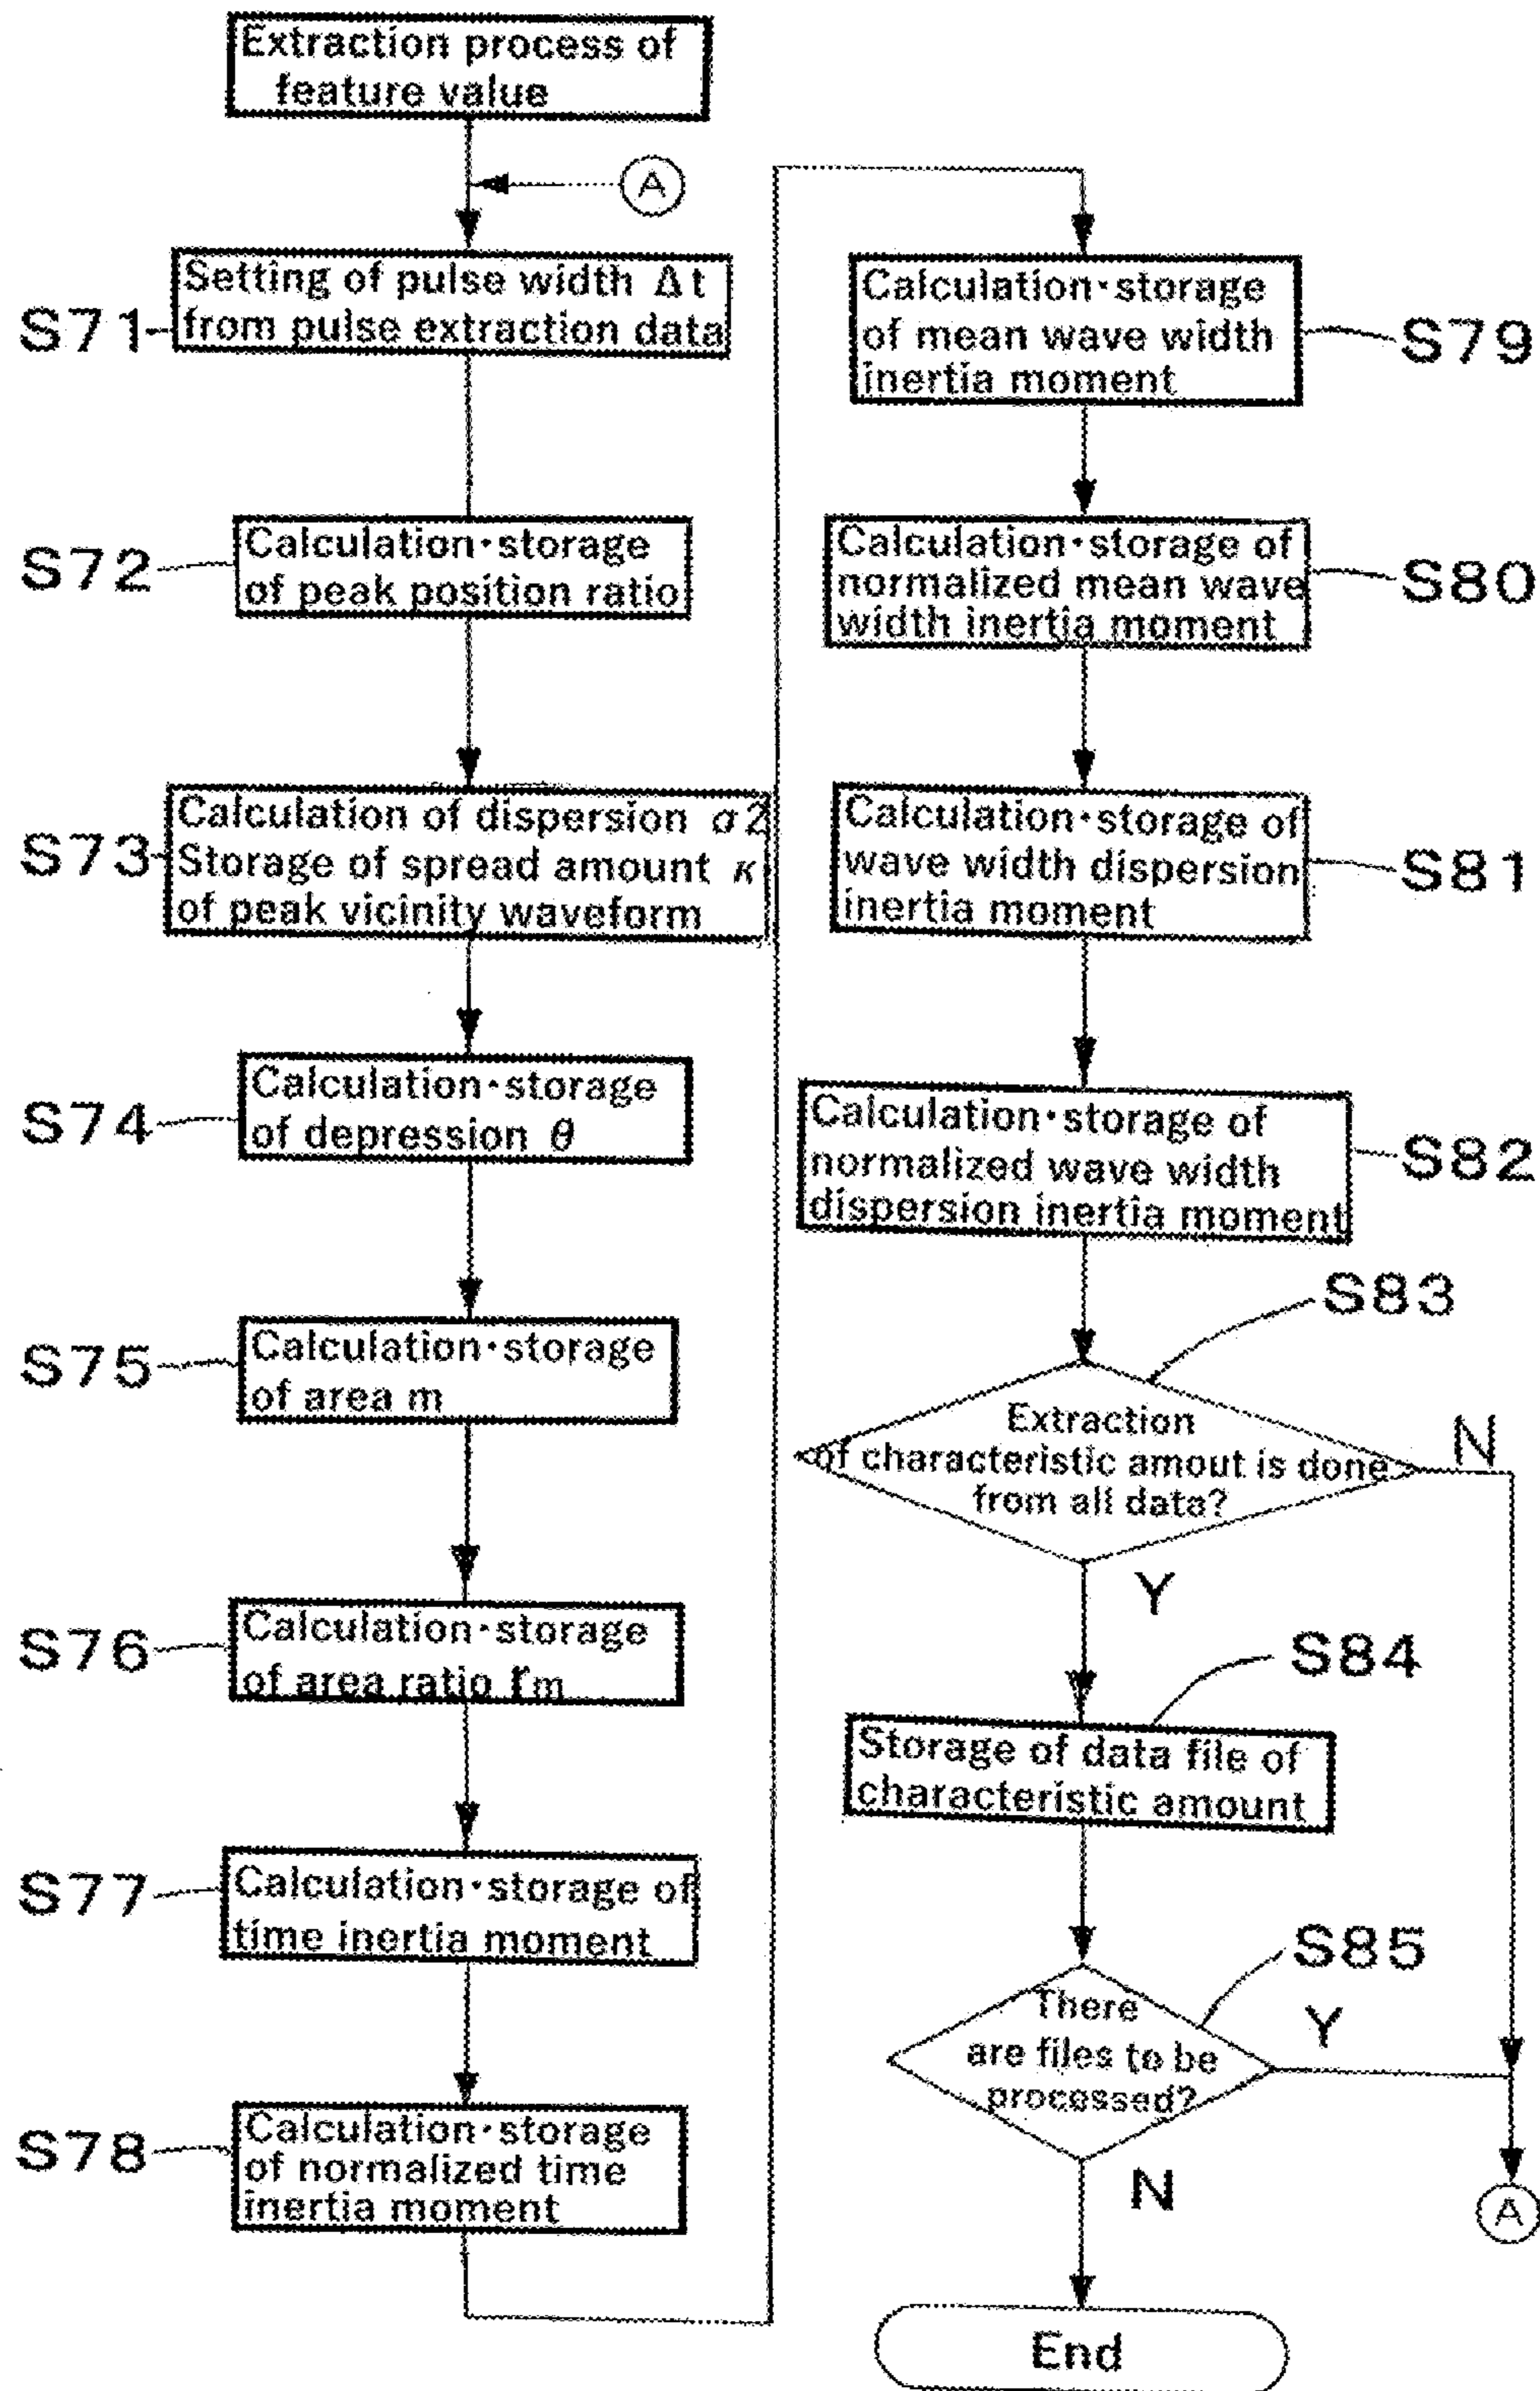 Extraction process of
feature value
A
S71
Setting of pulse width Δt
from pulse extraction data
S72
Calculation·storage
of peak position ratio
S73
Calculation of dispersion σ2
Storage of spread amount κ
of peak vicinity waveform
S74
Calculation·storage
of depression θ
S75
Calculation·storage
of area m
S76
Calculation·storage
of area ratio rm
S77
Calculation·storage of
time inertia moment
S78
Calculation·storage
of normalized time
inertia moment
Calculation·storage
of mean wave width
inertia moment
S79
Calculation·storage of
normalized mean wave
width inertia moment
S80
Calculation·storage of
wave width dispersion
inertia moment
S81
Calculation·storage of
normalized wave width
dispersion inertia moment
S82
S83
Extraction
of characteristic amout is done
from all data?
N
Y
S84
Storage of data file of
characteristic amount
S85
There
are files to be
processed?
Y
N
A
End